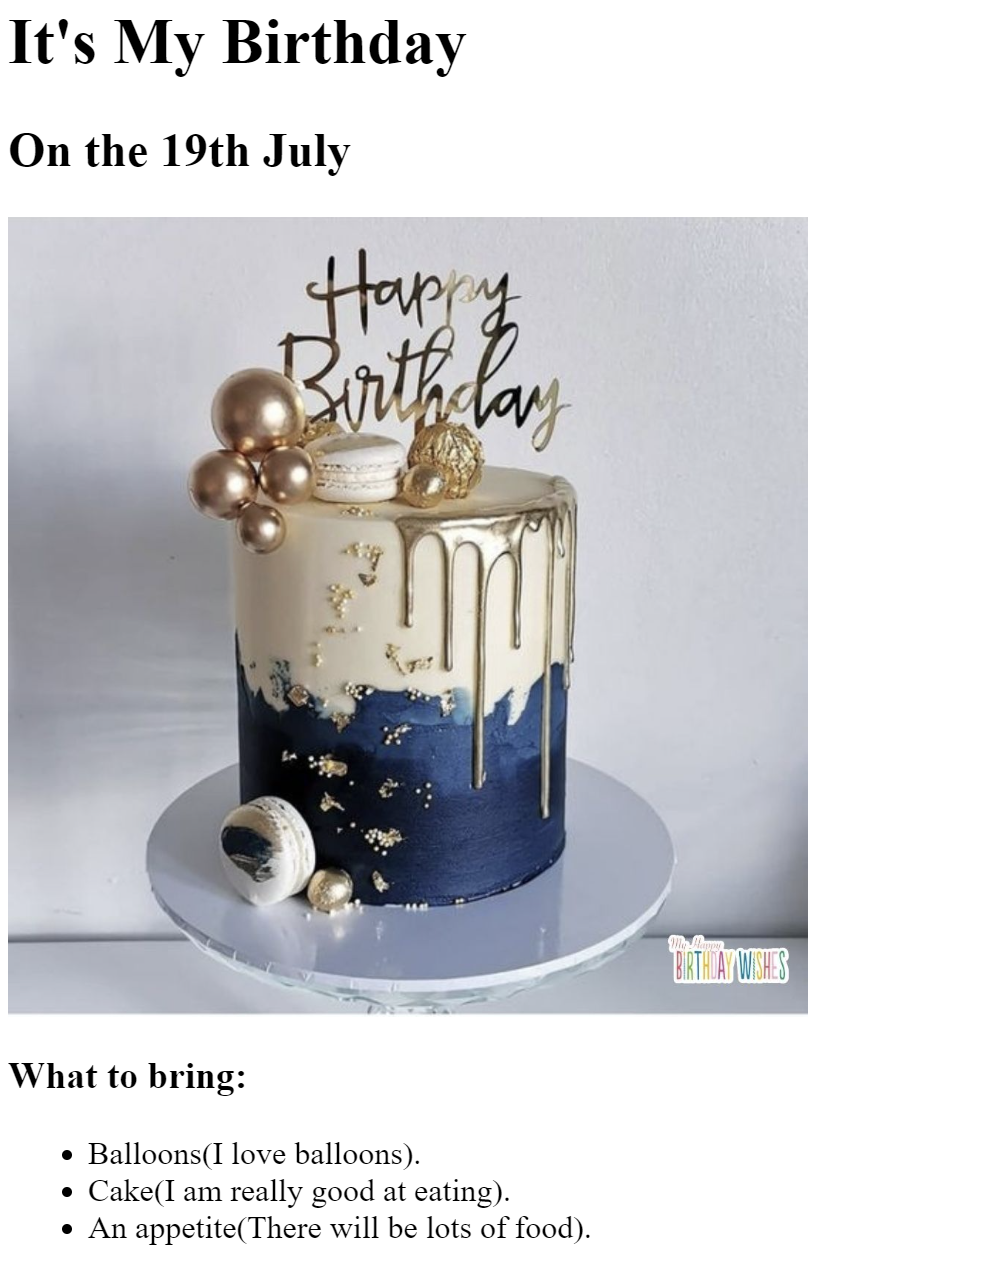 It's My Birthday
On the 19th July
Happy
Birthday
My Happy
BIRTHDAY WISHES
What to bring:
Balloons(I love balloons).
Cake(I am really good at eating).
An appetite(There will be lots of food).